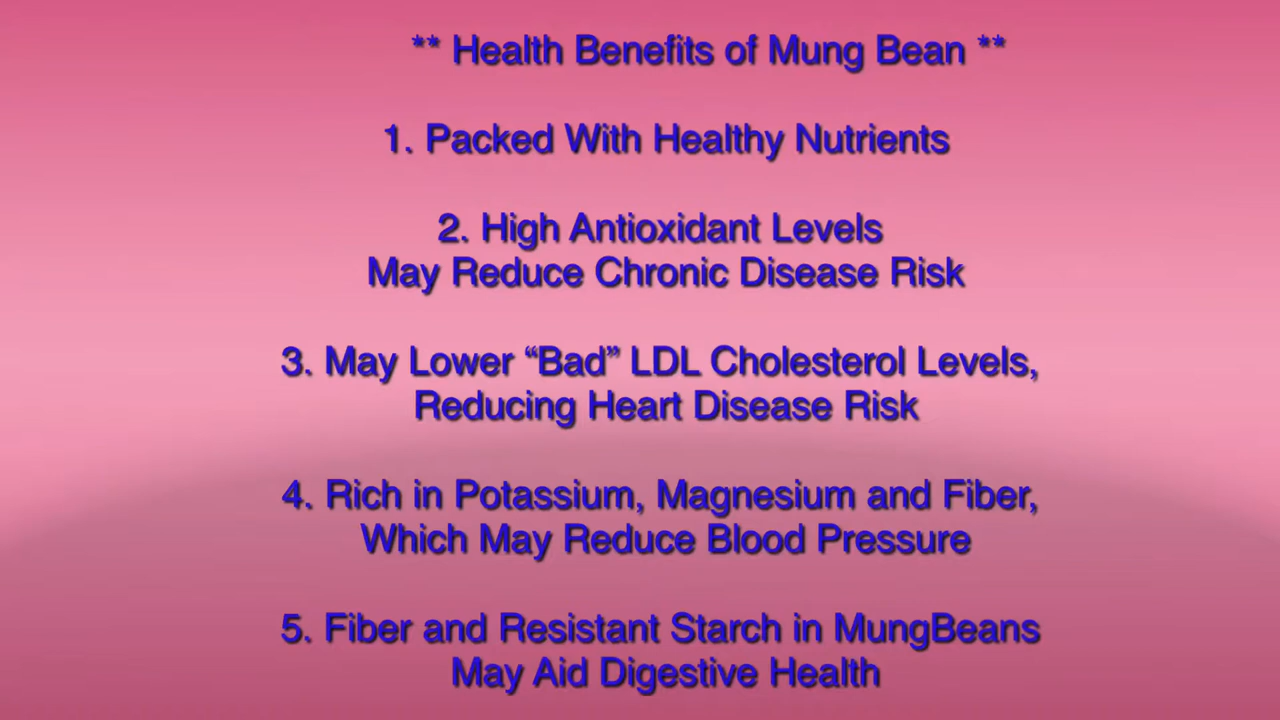 ** Health Benefits of Mung Bean **
1. Packed With Healthy Nutrients
2. High Antioxidant Levels
May Reduce Chronic Disease Risk
3. May Lower “Bad” LDL Cholesterol Levels,
Reducing Heart Disease Risk
4. Rich in Potassium, Magnesium and Fiber,
Which May Reduce Blood Pressure
5. Fiber and Resistant Starch in MungBeans
May Aid Digestive Health